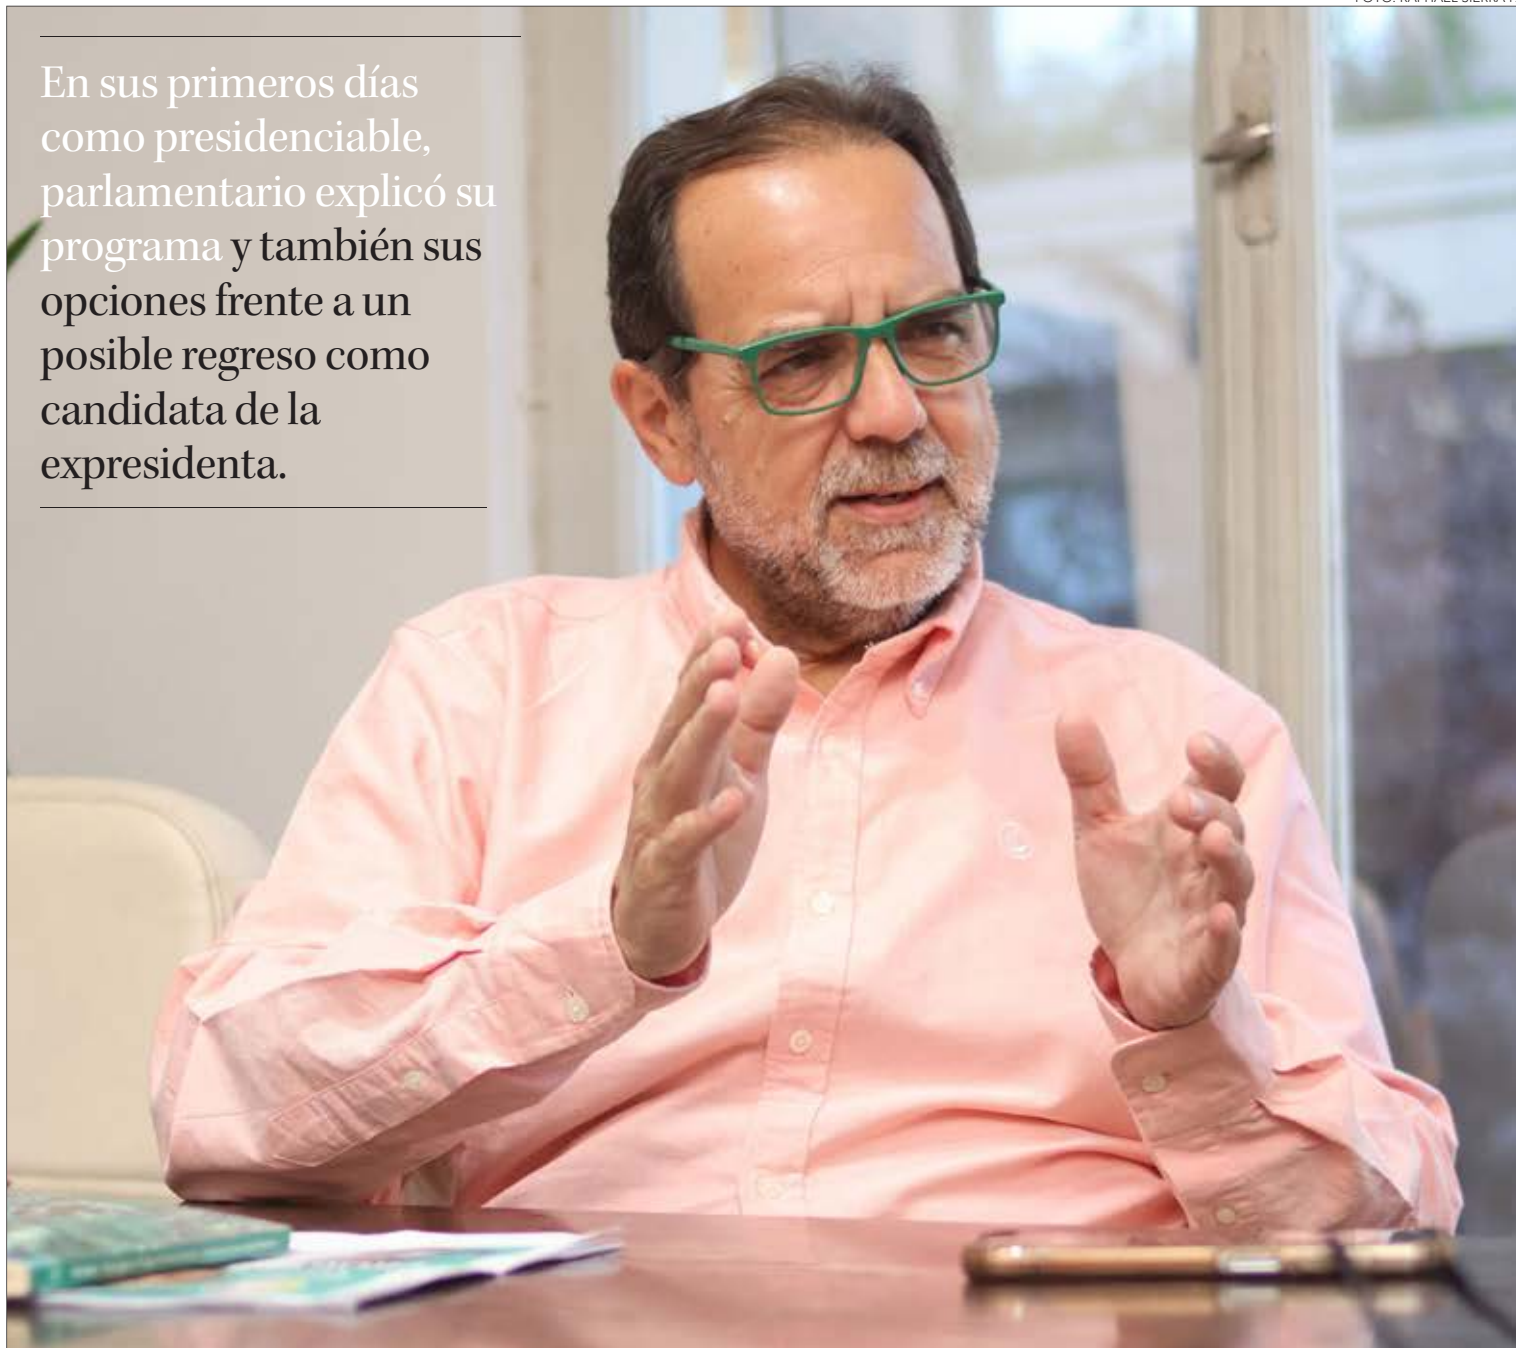 En sus primeros días
como presidenciable,
parlamentario explicó su
programa y también sus
opciones frente a un
posible regreso como
candidata de la
expresidenta.